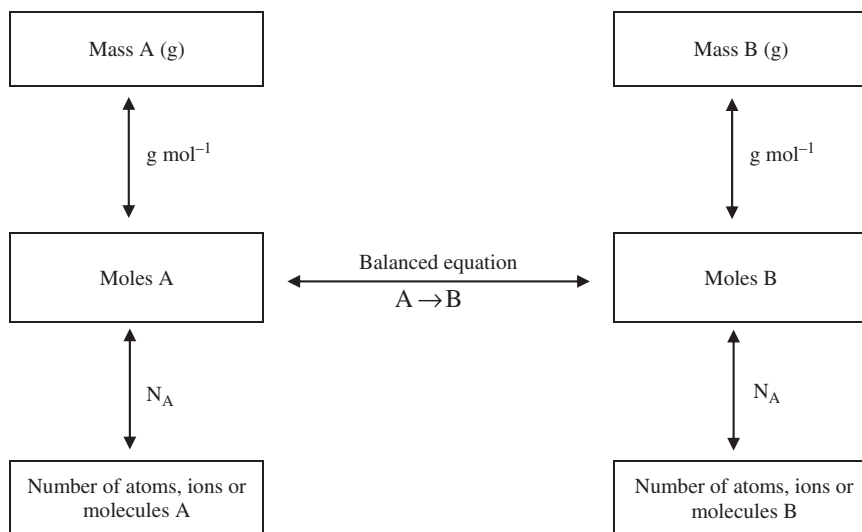 Mass A (g)
Mass B (g)
g mol⁻¹
g mol⁻¹
Moles A
Balanced equation
A → B
Moles B
N_A
N_A
Number of atoms, ions or
molecules A
Number of atoms, ions or
molecules B